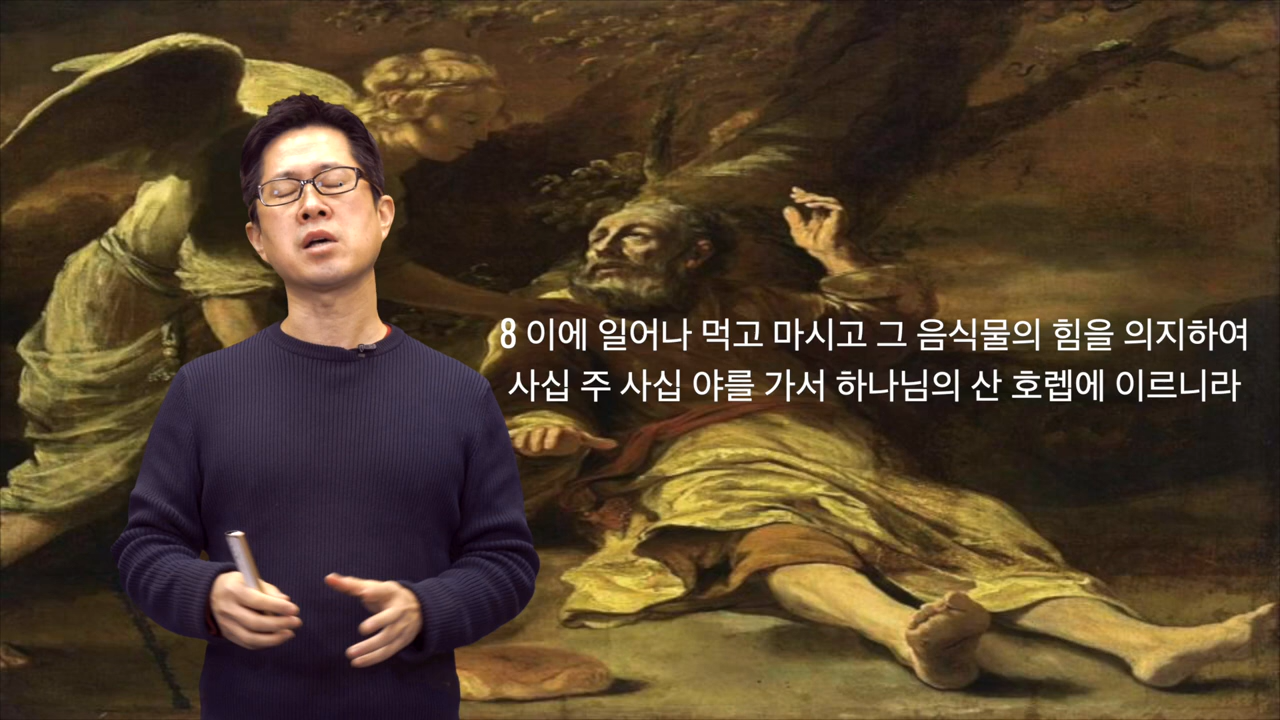 8 이에 일어나 먹고 마시고 그 음식물의 힘을 의지하여
사십 주 사십 야를 가서 하나님의 산 호렙에 이르니라